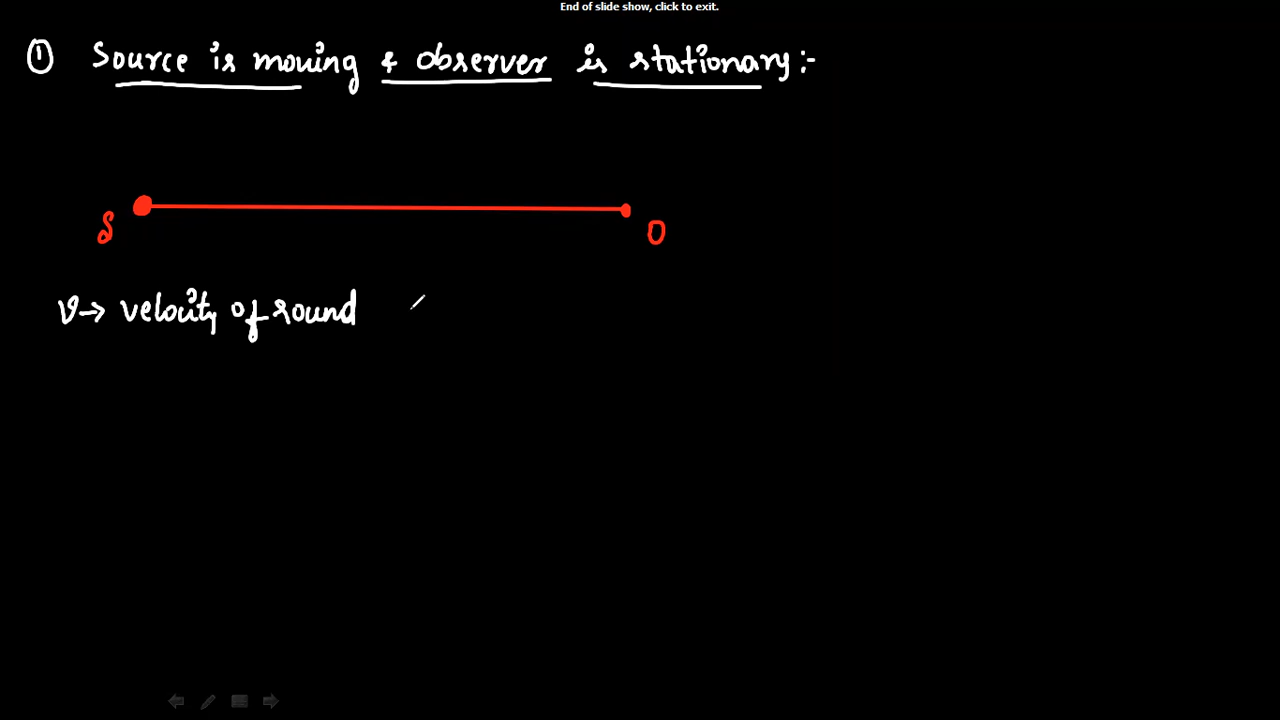 End of slide show, click to exit.
① Source is moving & observer is stationary:-
S O
v→ velocity of sound